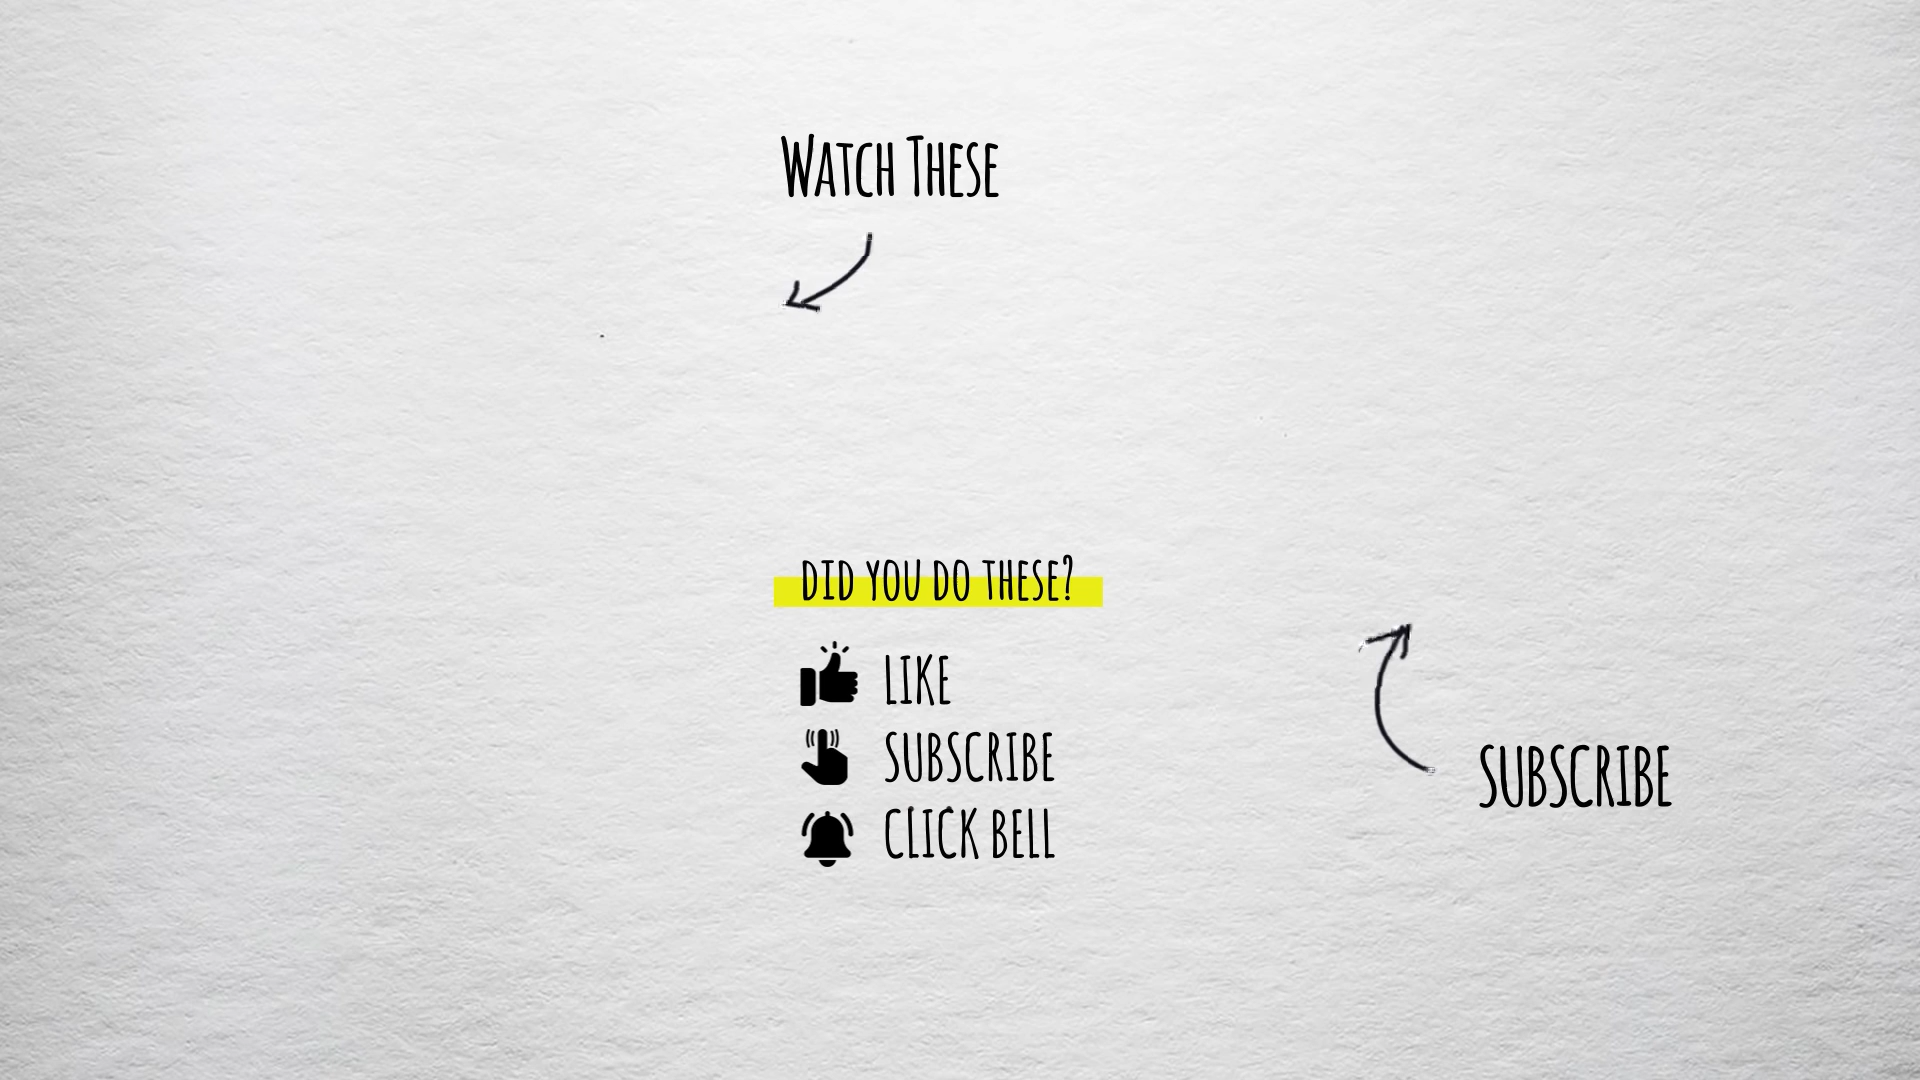 WATCH THESE
DID YOU DO THESE?
LIKE
SUBSCRIBE
CLICK BELL
SUBSCRIBE